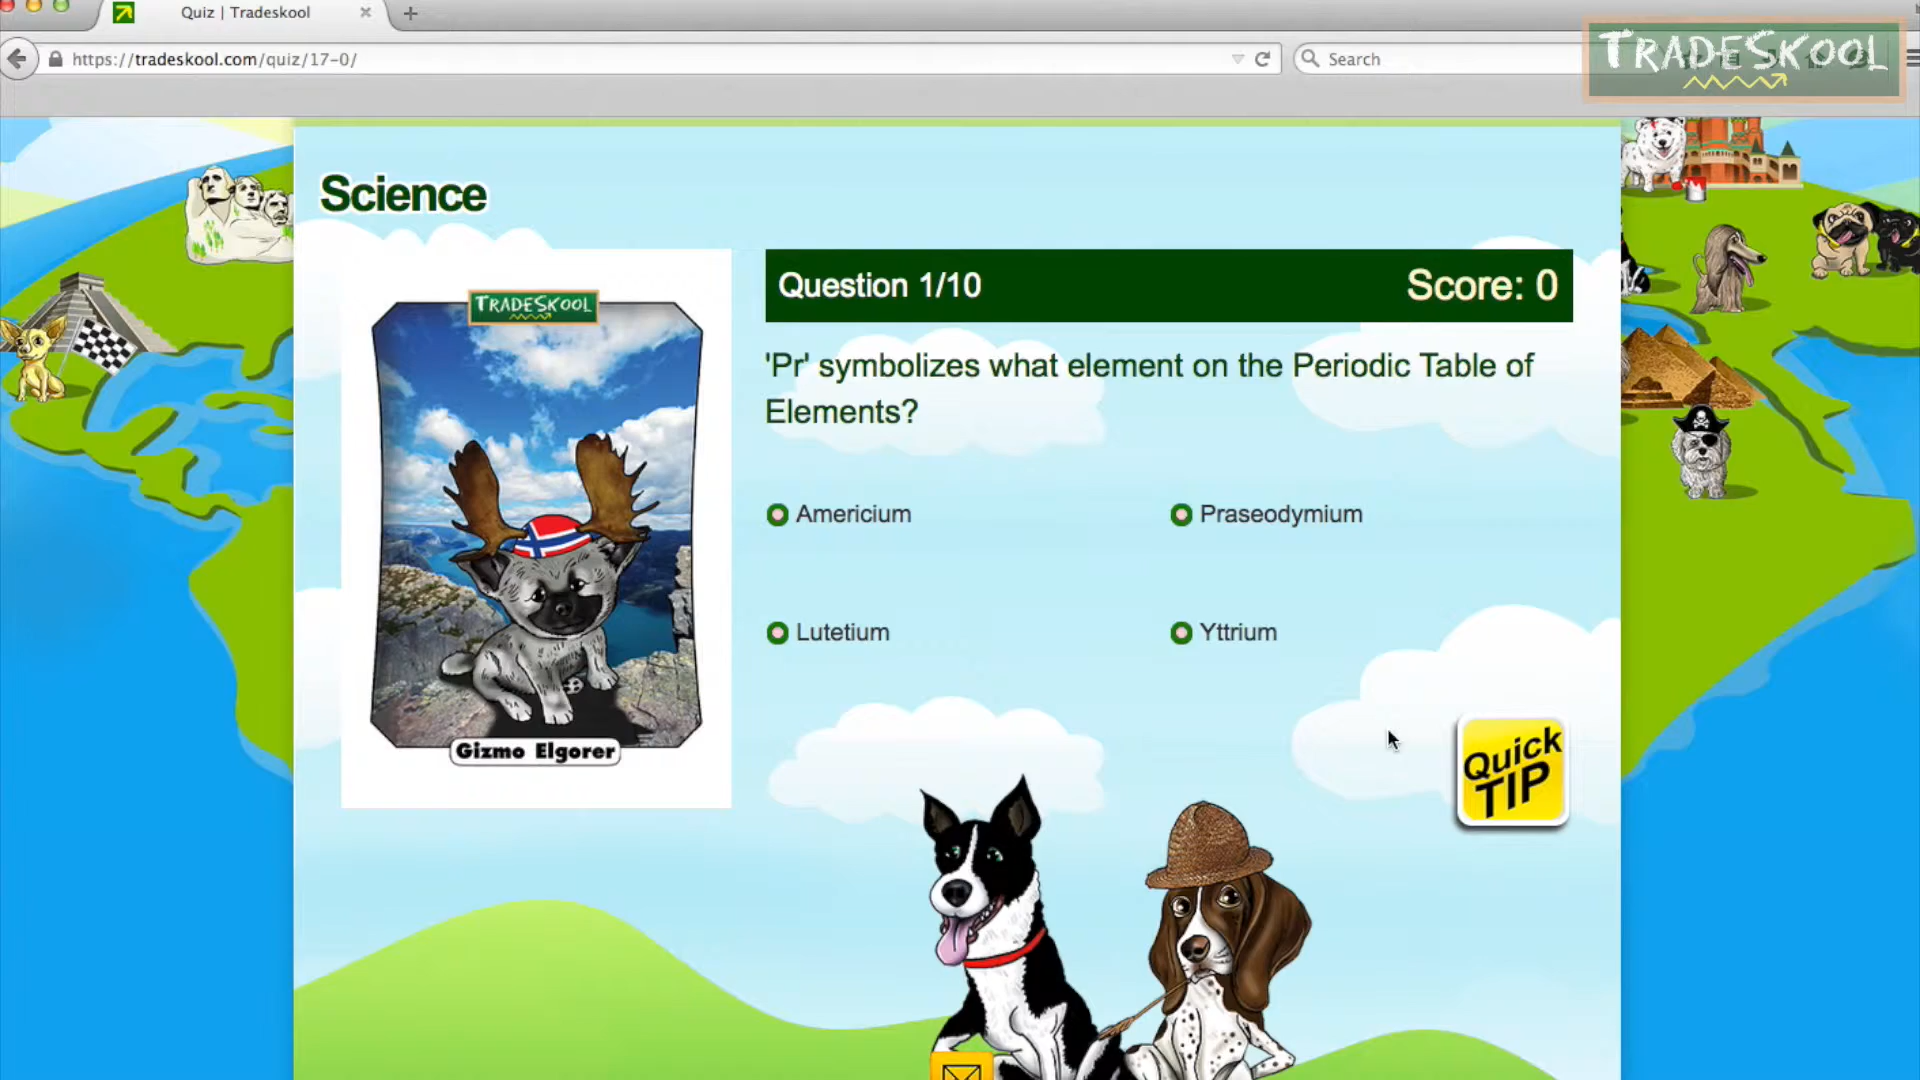 Quiz | Tradeskool
https://tradeskool.com/quiz/17-0/
Search
TRADESKOOL
Science
Question 1/10
Score: 0
TRADESKOOL
'Pr' symbolizes what element on the Periodic Table of
Elements?
Americium
Praseodymium
Lutetium
Yttrium
Gizmo Elgorer
Quick
TIP